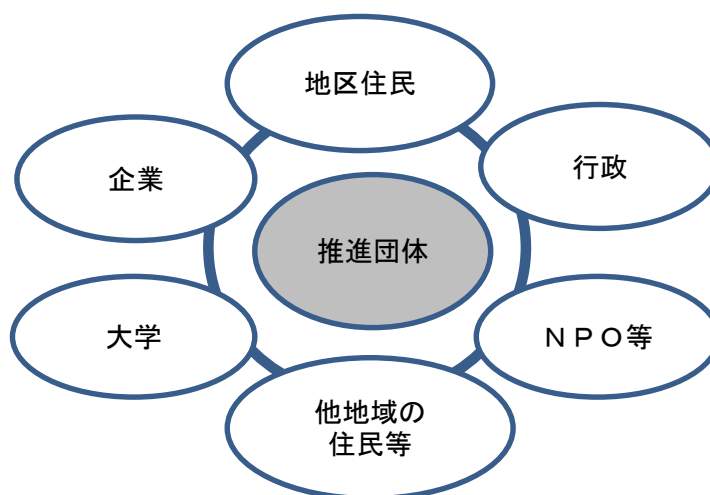 地区住民
企業
行政
推進団体
大学
ＮＰＯ等
他地域の
住民等